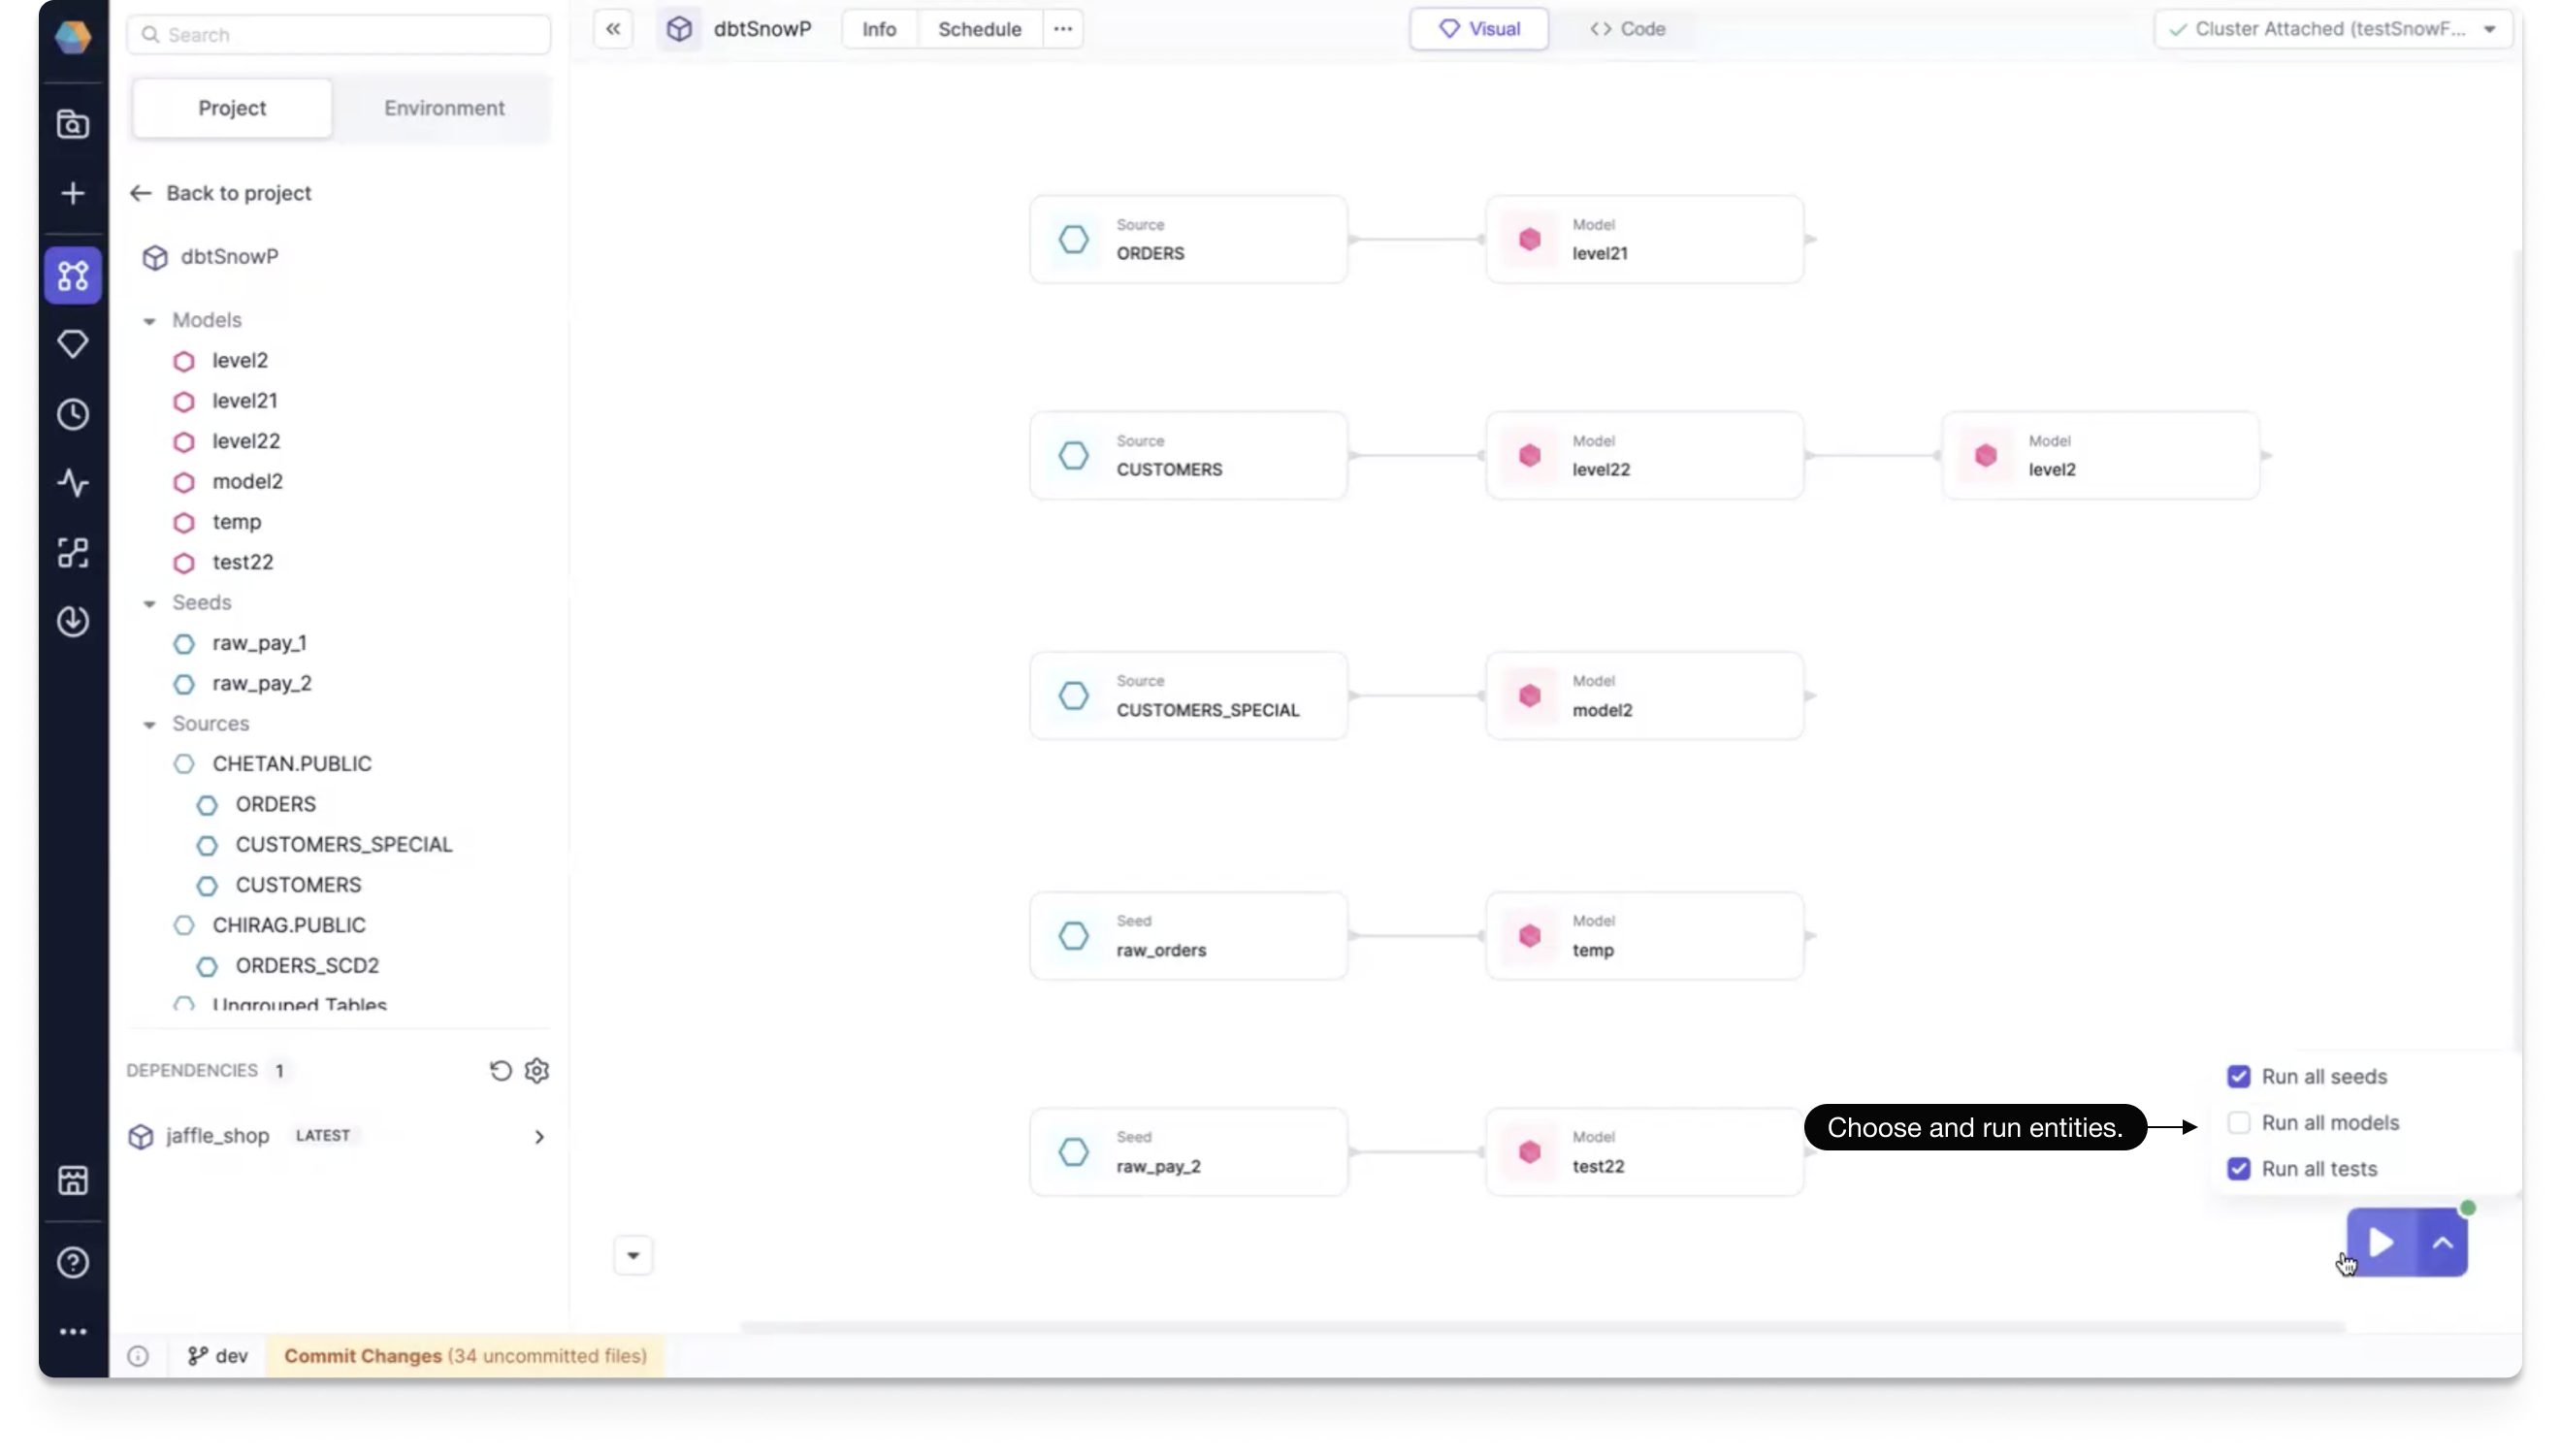 Search
dbtSnowP
Info
Schedule
Visual
Code
Cluster Attached (testSnowF...
Project
Environment
Back to project
dbtSnowP
Models
level2
level21
level22
model2
temp
test22
Seeds
raw_pay_1
raw_pay_2
Sources
CHETAN.PUBLIC
ORDERS
CUSTOMERS_SPECIAL
CUSTOMERS
CHIRAG.PUBLIC
ORDERS_SCD2
Ungrouped Tables
DEPENDENCIES 1
jaffle_shop LATEST
Source
ORDERS
Model
level21
Source
CUSTOMERS
Model
level22
Model
level2
Source
CUSTOMERS_SPECIAL
Model
model2
Seed
raw_orders
Model
temp
Seed
raw_pay_2
Model
test22
Choose and run entities.
Run all seeds
Run all models
Run all tests
dev
Commit Changes (34 uncommitted files)